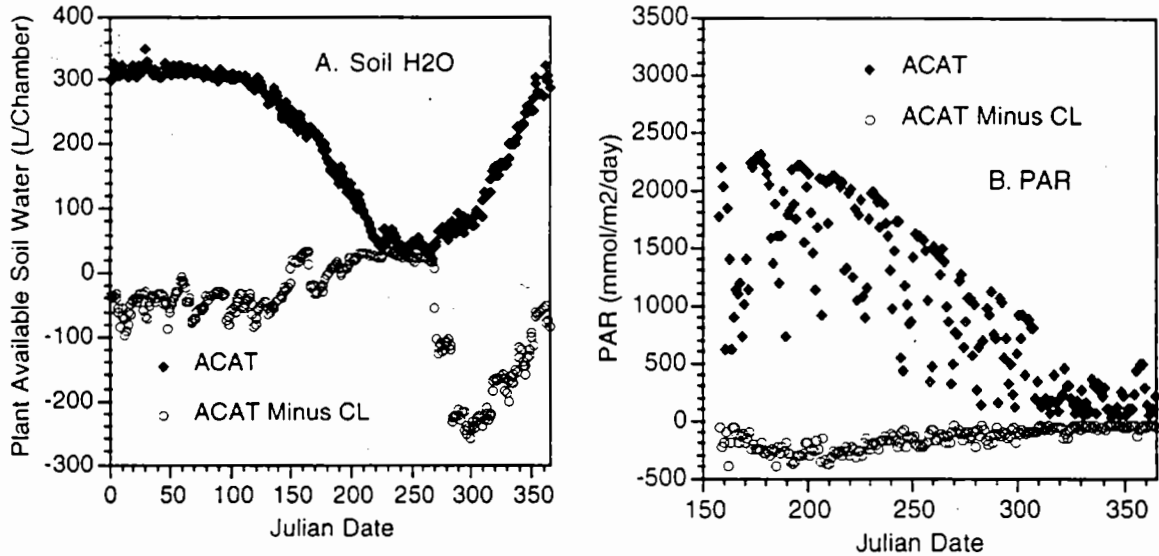 400
300
200
100
0
-100
-200
-300
Plant Available Soil Water (L/Chamber)
A. Soil H2O
ACAT
ACAT Minus CL
0 50 100 150 200 250 300 350
Julian Date
3500
3000
2500
2000
1500
1000
500
0
-500
PAR (mmol/m2/day)
ACAT
ACAT Minus CL
B. PAR
150 200 250 300 350
Julian Date